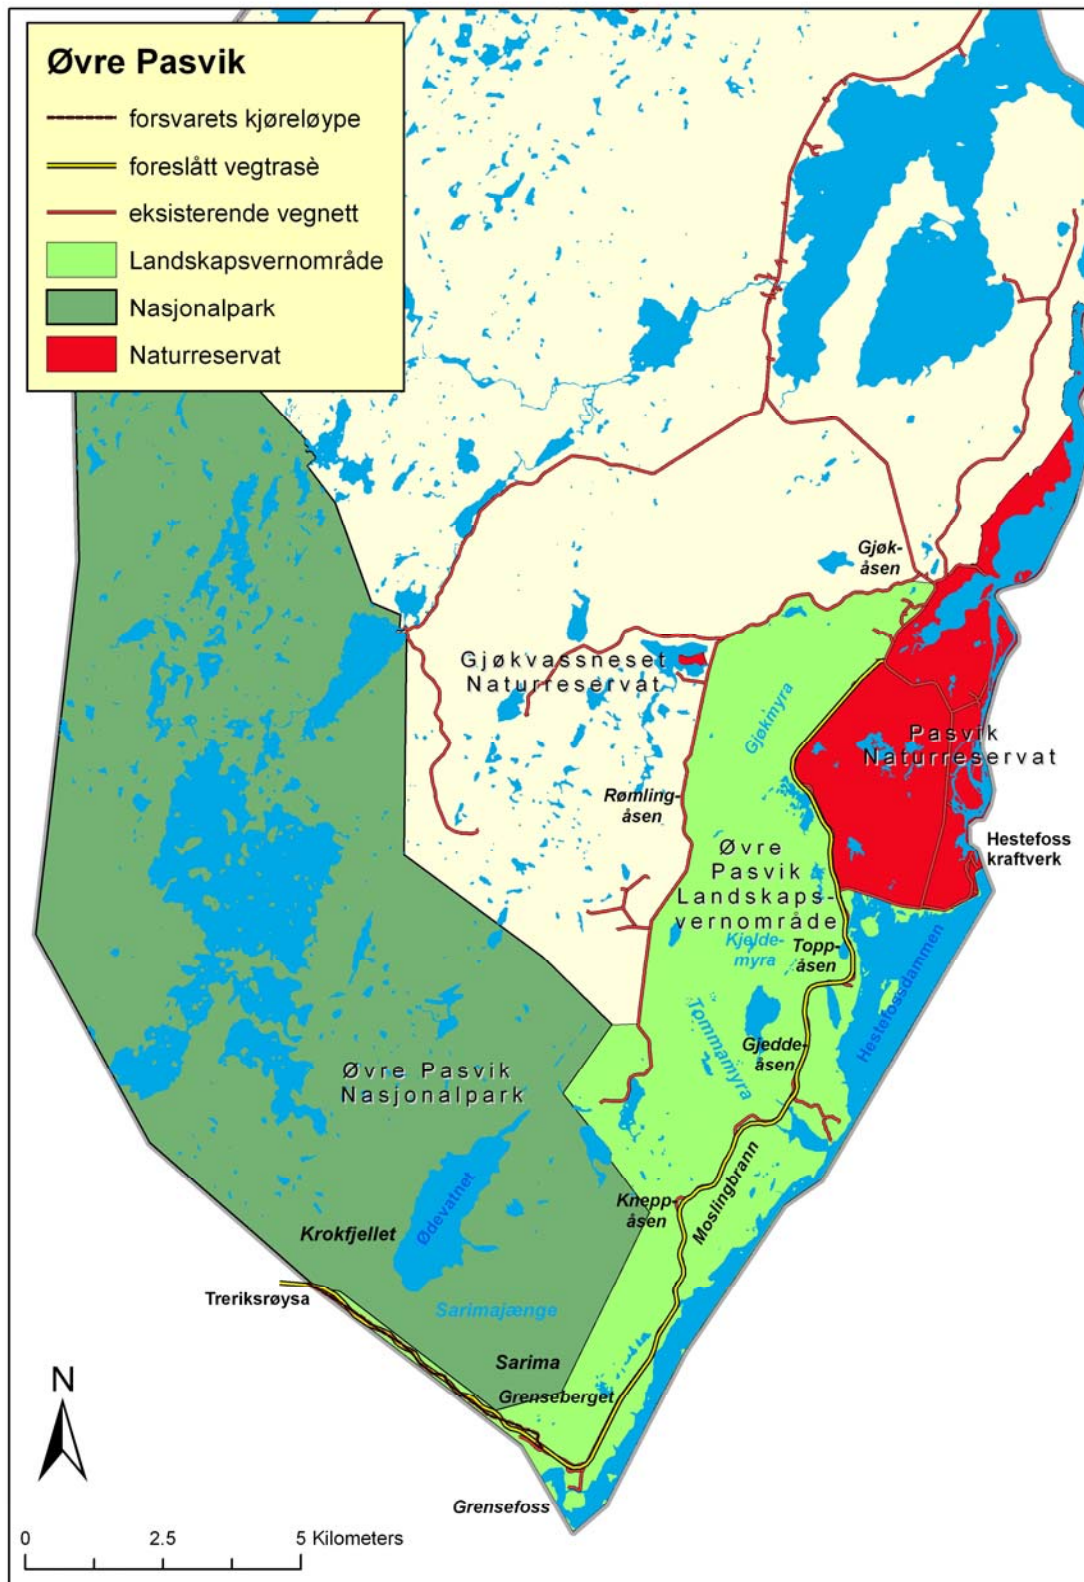 Øvre Pasvik
forsvarets kjøreløype
foreslått vegtrasè
eksisterende vegnett
Landskapsvernområde
Nasjonalpark
Naturreservat
Gjøk-
åsen
Gjøkvassneset
Naturreservat
Gjøkmyra
Pasvik
Naturreservat
Rømling-
åsen
Hestefoss
kraftverk
Øvre
Pasvik
Landskaps-
vernområde
Kjelde-
myra
Topp-
åsen
Hestefossdammen
Tommamyra
Gjedde-
åsen
Øvre Pasvik
Nasjonalpark
Moslingbrann
Knepp-
åsen
Ødevatnet
Krokfjellet
Treriksrøysa
Sarimajænge
Sarima
Grenseberget
N
Grensefoss
0 2.5 5 Kilometers